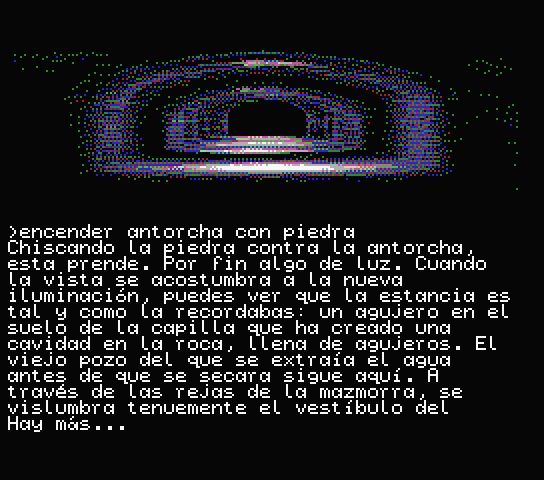 >encender antorcha con piedra
Chiscando la piedra contra la antorcha,
esta prende. Por fin algo de luz. Cuando
la vista se acostumbra a la nueva
iluminación, puedes ver que la estancia es
tal y como la recordabas: un agujero en el
suelo de la capilla que ha creado una
cavidad en la roca, llena de agujeros. El
viejo pozo del que se extraía el agua
antes de que se secara sigue aquí. A
través de las rejas de la mazmorra, se
vislumbra tenuemente el vestíbulo del
Hay más...